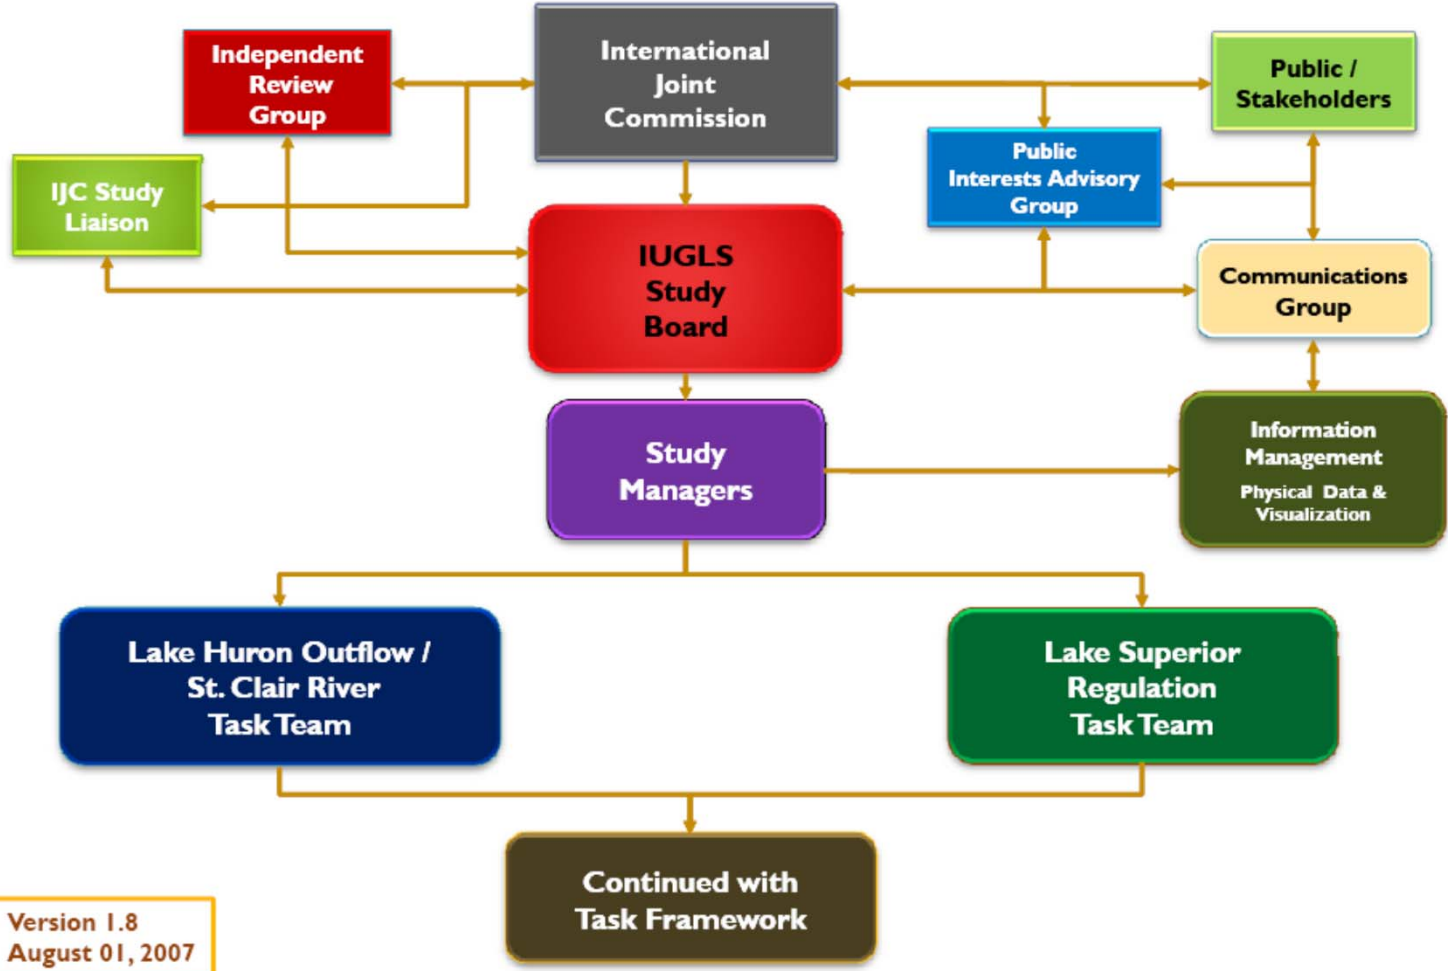 Independent
Review
Group
International
Joint
Commission
Public /
Stakeholders
IJC Study
Liaison
Public
Interests Advisory
Group
IUGLS
Study
Board
Communications
Group
Study
Managers
Information
Management
Physical Data &
Visualization
Lake Huron Outflow /
St. Clair River
Task Team
Lake Superior
Regulation
Task Team
Continued with
Task Framework
Version 1.8
August 01, 2007